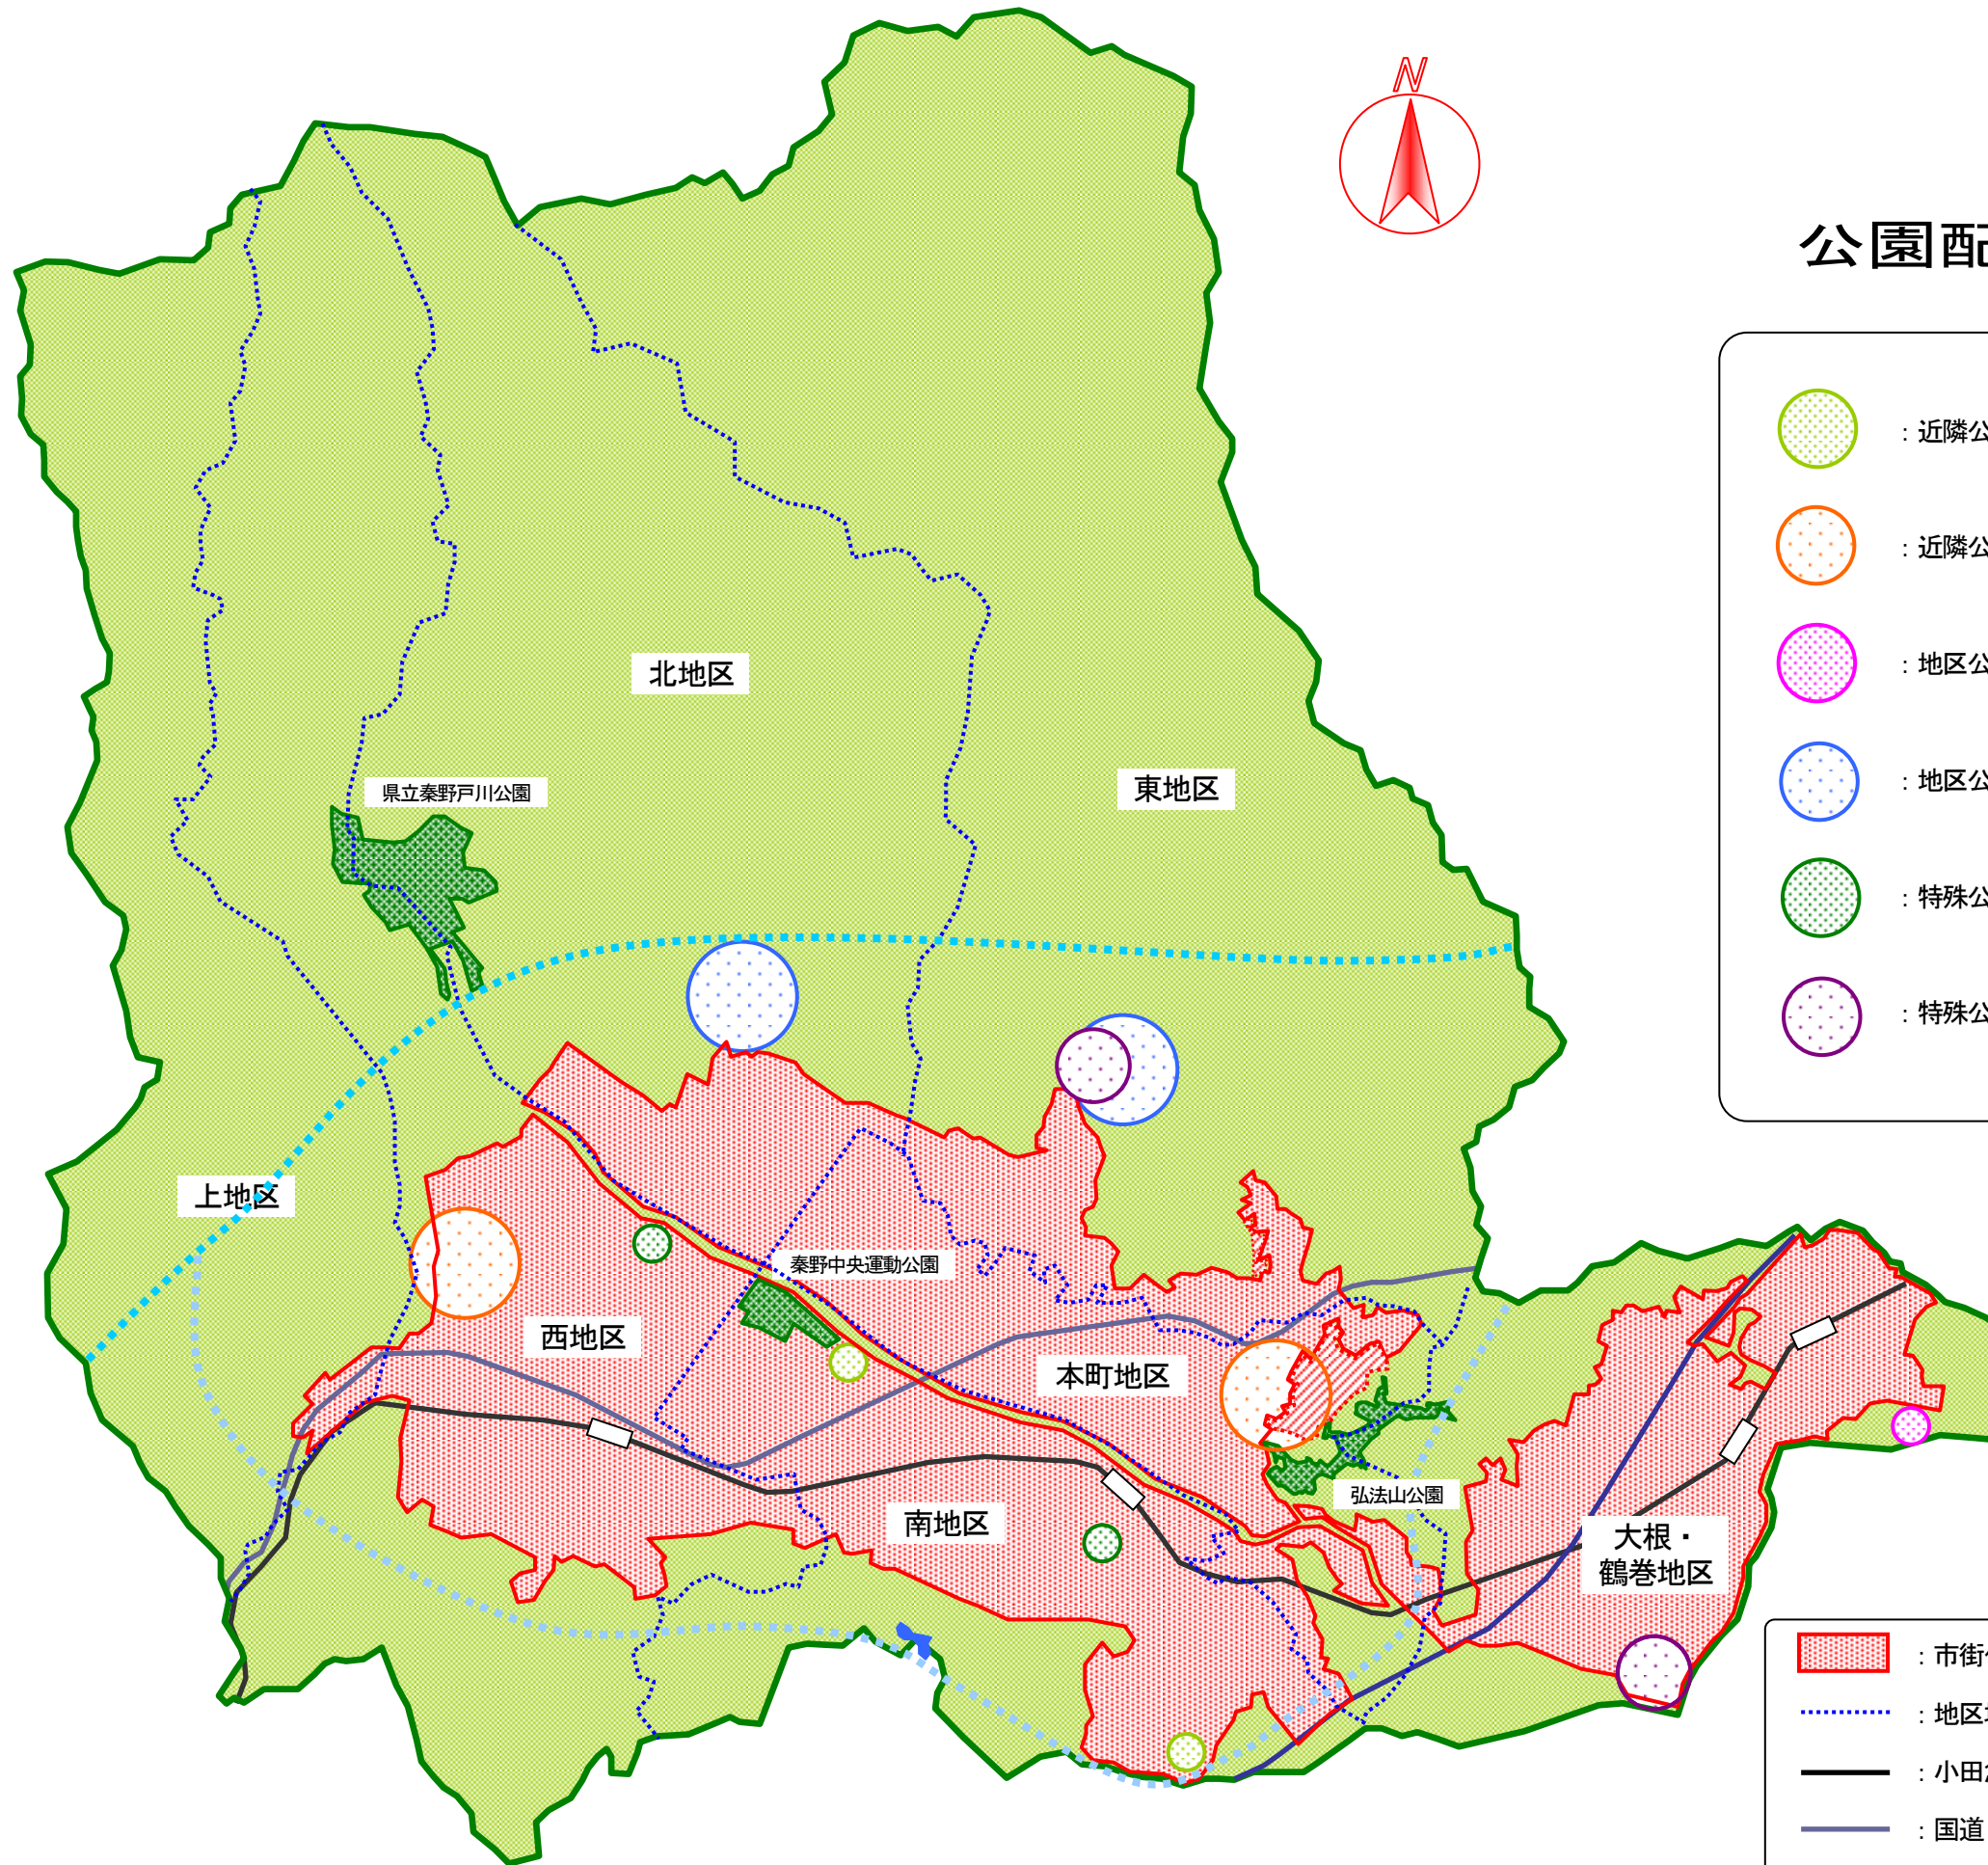 N
公園配
: 近隣公
: 近隣公
: 地区公
: 地区公
: 特殊公
: 特殊公
北地区
東地区
県立秦野戸川公園
上地区
秦野中央運動公園
西地区
本町地区
弘法山公園
南地区
大根・
鶴巻地区
: 市街
: 地区
: 小田
: 国道